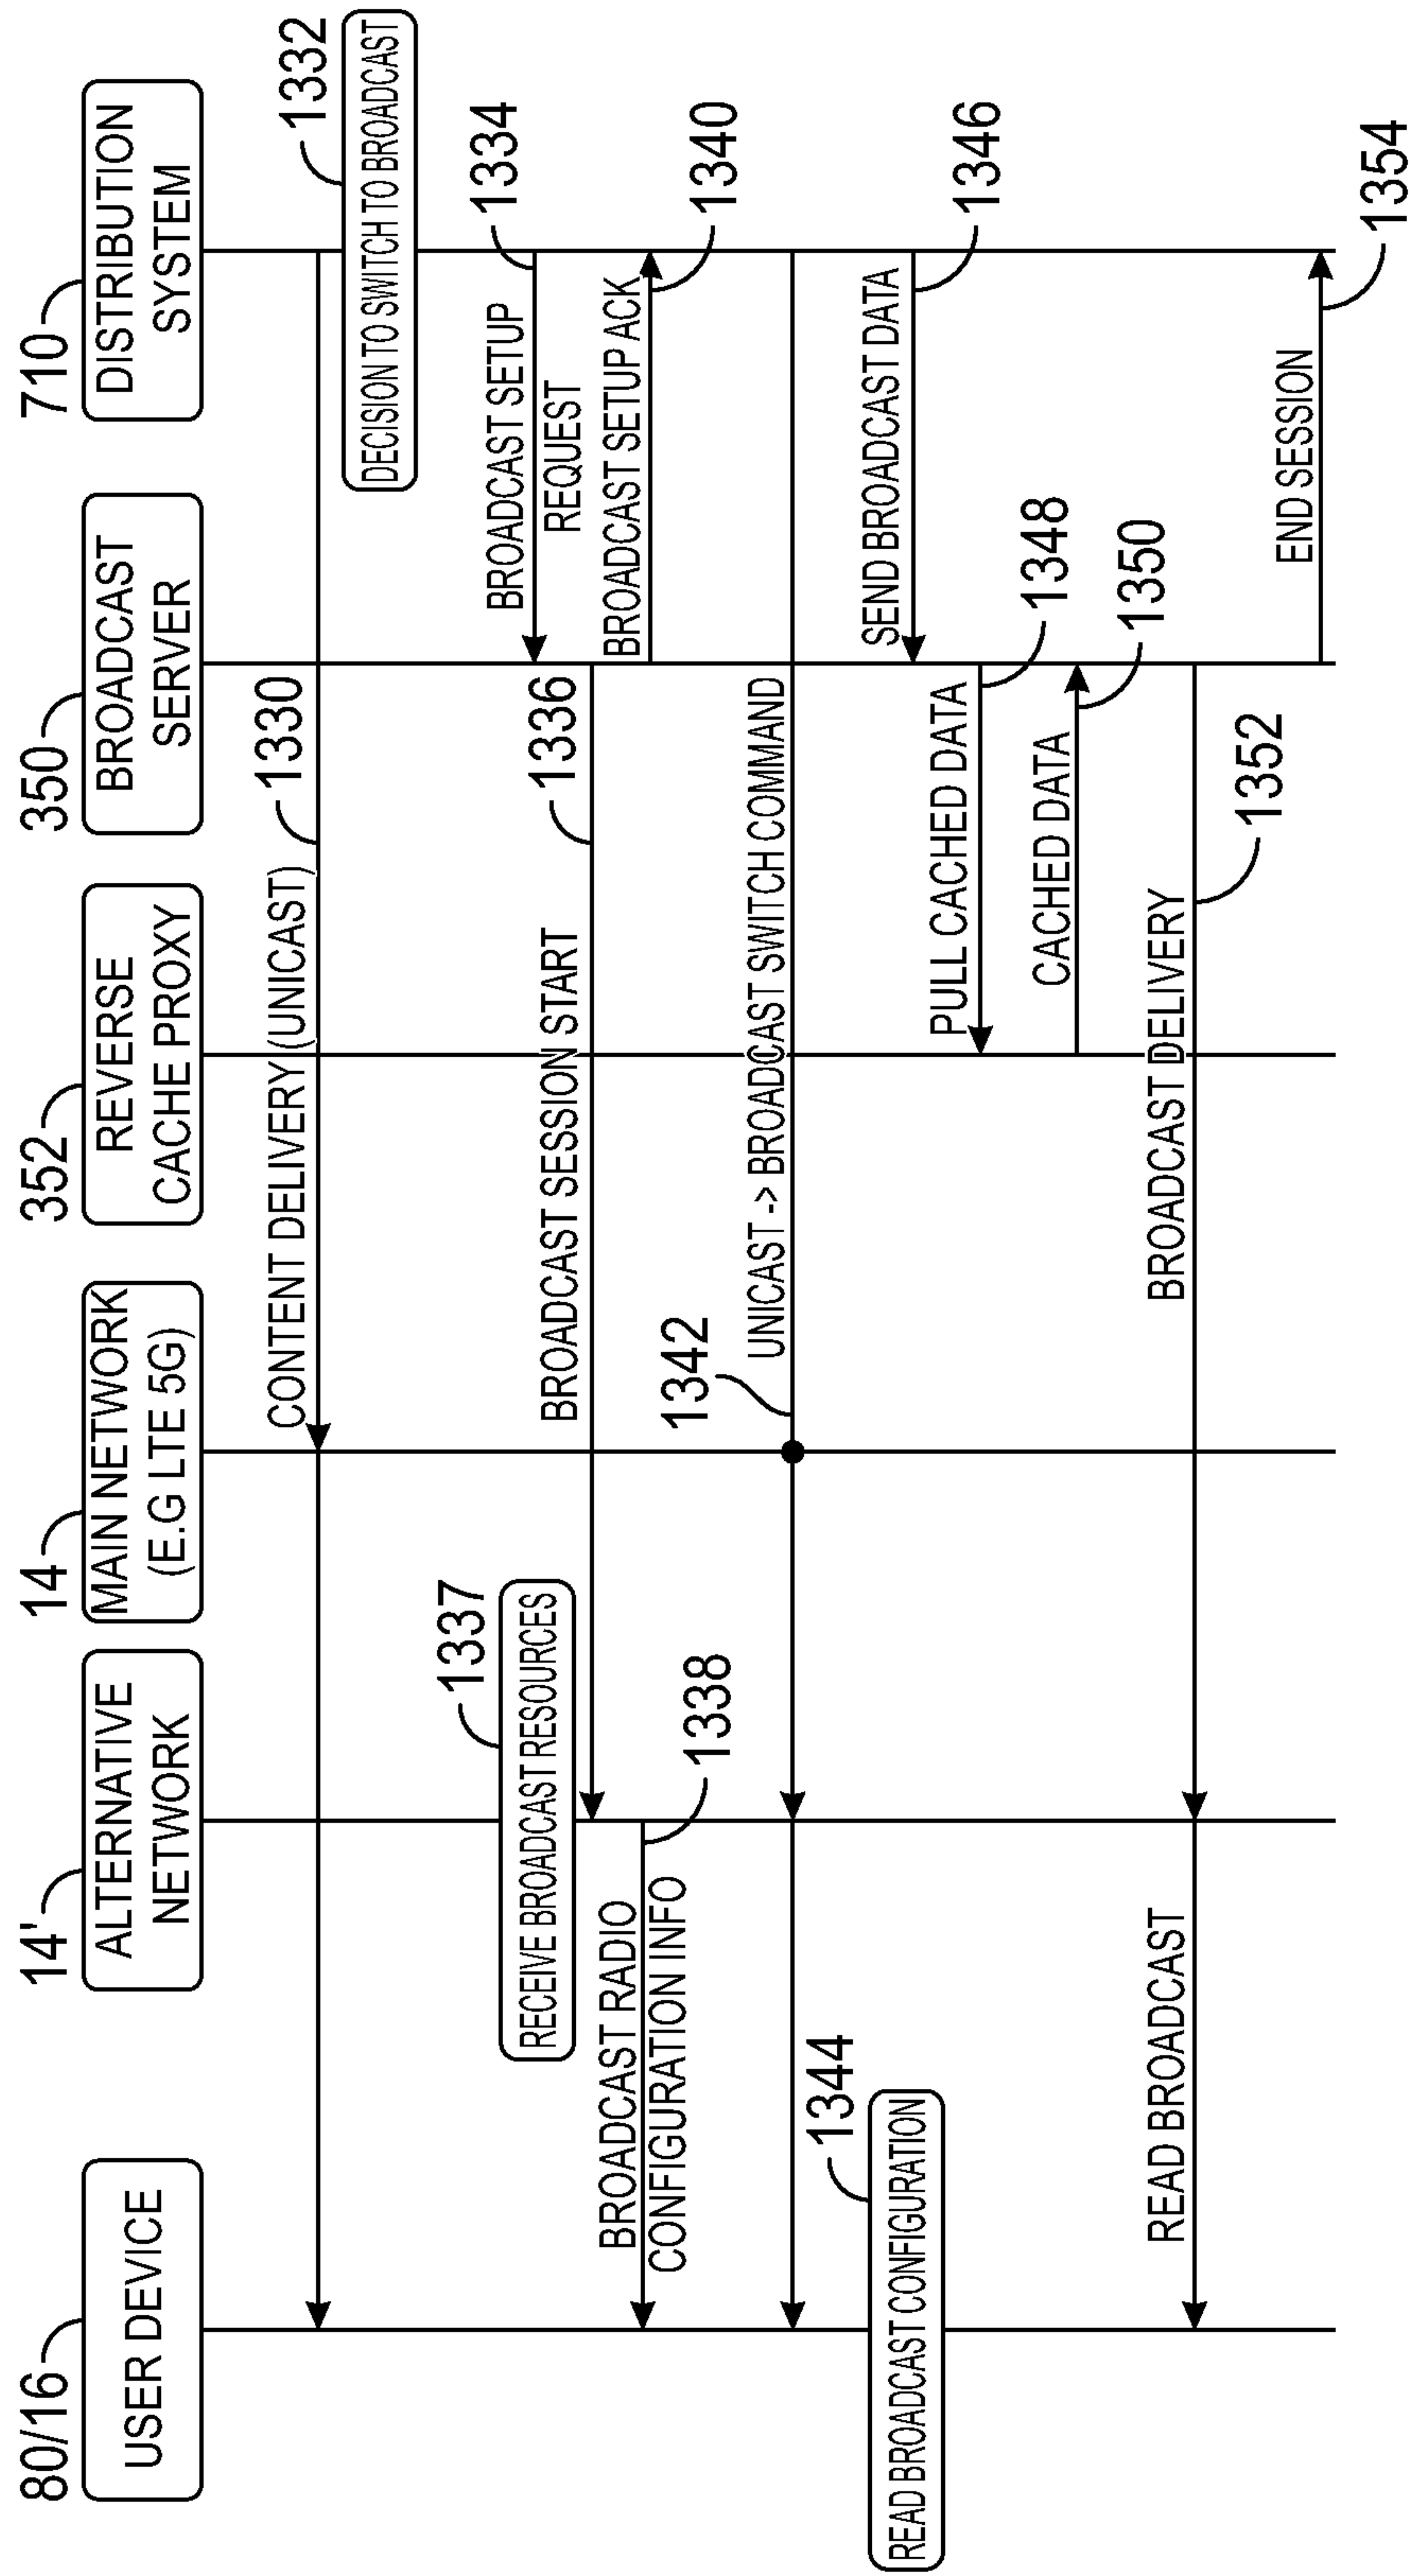 80/16
USER DEVICE
14'
ALTERNATIVE
NETWORK
14
MAIN NETWORK
(E.G LTE 5G)
352
REVERSE
CACHE PROXY
350
BROADCAST
SERVER
710
DISTRIBUTION
SYSTEM
CONTENT DELIVERY (UNICAST)
1330
1332
DECISION TO SWITCH TO BROADCAST
1334
BROADCAST SETUP
REQUEST
1337
RECEIVE BROADCAST RESOURCES
BROADCAST SESSION START
1336
BROADCAST RADIO
CONFIGURATION INFO
1338
BROADCAST SETUP ACK
1340
1342
UNICAST -> BROADCAST SWITCH COMMAND
1344
READ BROADCAST CONFIGURATION
SEND BROADCAST DATA
1346
PULL CACHED DATA
1348
CACHED DATA
1350
READ BROADCAST
BROADCAST DELIVERY
1352
END SESSION
1354